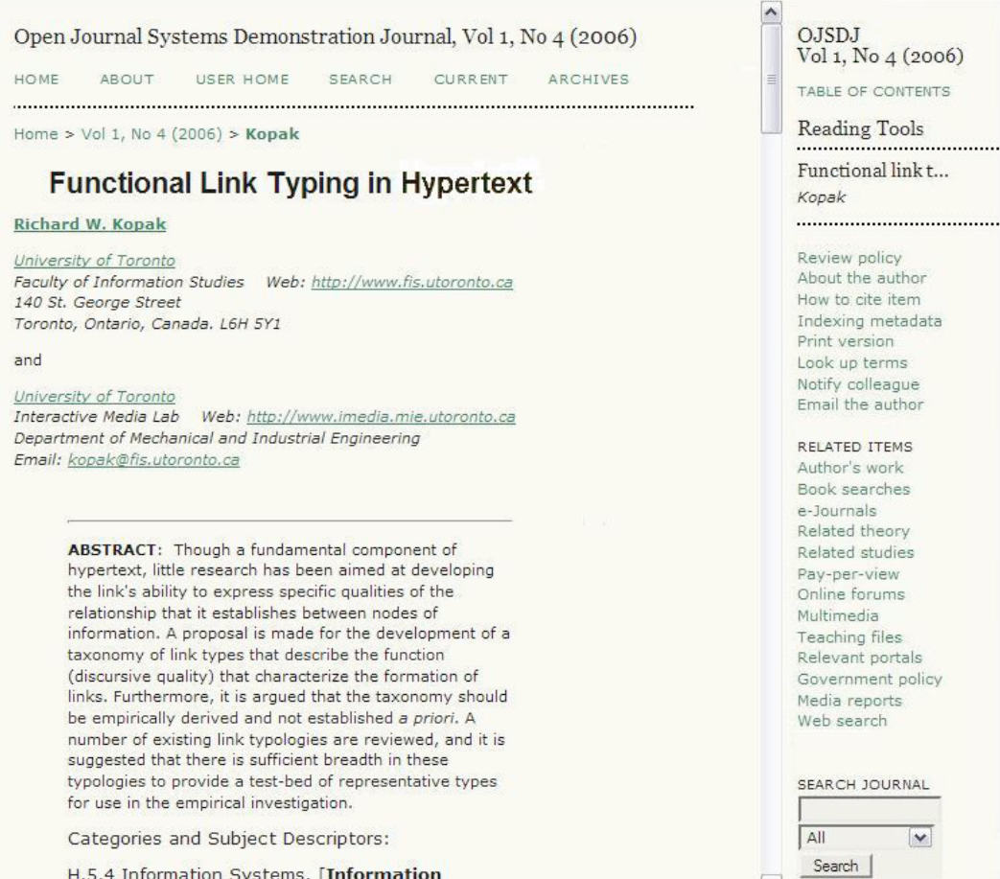 Open Journal Systems Demonstration Journal, Vol 1, No 4 (2006)
HOME ABOUT USER HOME SEARCH CURRENT ARCHIVES
Home > Vol 1, No 4 (2006) > Kopak
Functional Link Typing in Hypertext
Richard W. Kopak
University of Toronto
Faculty of Information Studies Web: http://www.fis.utoronto.ca
140 St. George Street
Toronto, Ontario, Canada. L6H 5Y1
and
University of Toronto
Interactive Media Lab Web: http://www.imedia.mie.utoronto.ca
Department of Mechanical and Industrial Engineering
Email: kopak@fis.utoronto.ca
ABSTRACT: Though a fundamental component of
hypertext, little research has been aimed at developing
the link's ability to express specific qualities of the
relationship that it establishes between nodes of
information. A proposal is made for the development of a
taxonomy of link types that describe the function
(discursive quality) that characterize the formation of
links. Furthermore, it is argued that the taxonomy should
be empirically derived and not established a priori. A
number of existing link typologies are reviewed, and it is
suggested that there is sufficient breadth in these
typologies to provide a test-bed of representative types
for use in the empirical investigation.
Categories and Subject Descriptors:
H.5.4 Information Systems. [Information
OJSDJ
Vol 1, No 4 (2006)
TABLE OF CONTENTS
Reading Tools
Functional link t...
Kopak
Review policy
About the author
How to cite item
Indexing metadata
Print version
Look up terms
Notify colleague
Email the author
RELATED ITEMS
Author's work
Book searches
e-Journals
Related theory
Related studies
Pay-per-view
Online forums
Multimedia
Teaching files
Relevant portals
Government policy
Media reports
Web search
SEARCH JOURNAL
All
Search